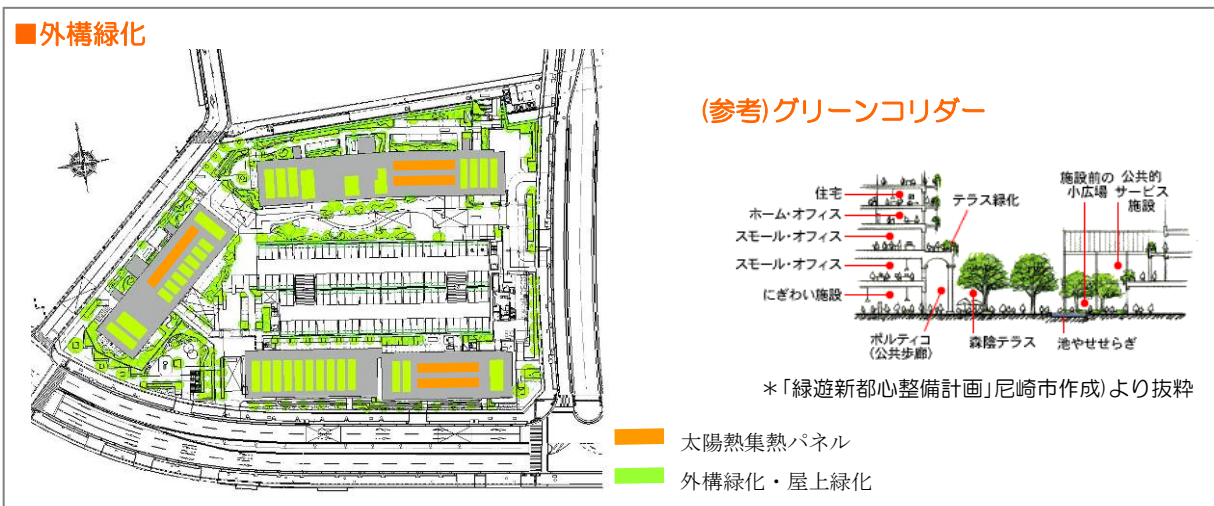 ■外構緑化
(参考)グリーンコリダー
住宅
ホーム・オフィス
スモール・オフィス
スモール・オフィス
にぎわい施設
テラス緑化
施設前の
小広場
公共的
サービス
施設
ポルティコ
(公共歩廊)
森陰テラス
池やせせらぎ
*「緑遊新都心整備計画」尼崎市作成)より抜粋
太陽熱集熱パネル
外構緑化・屋上緑化